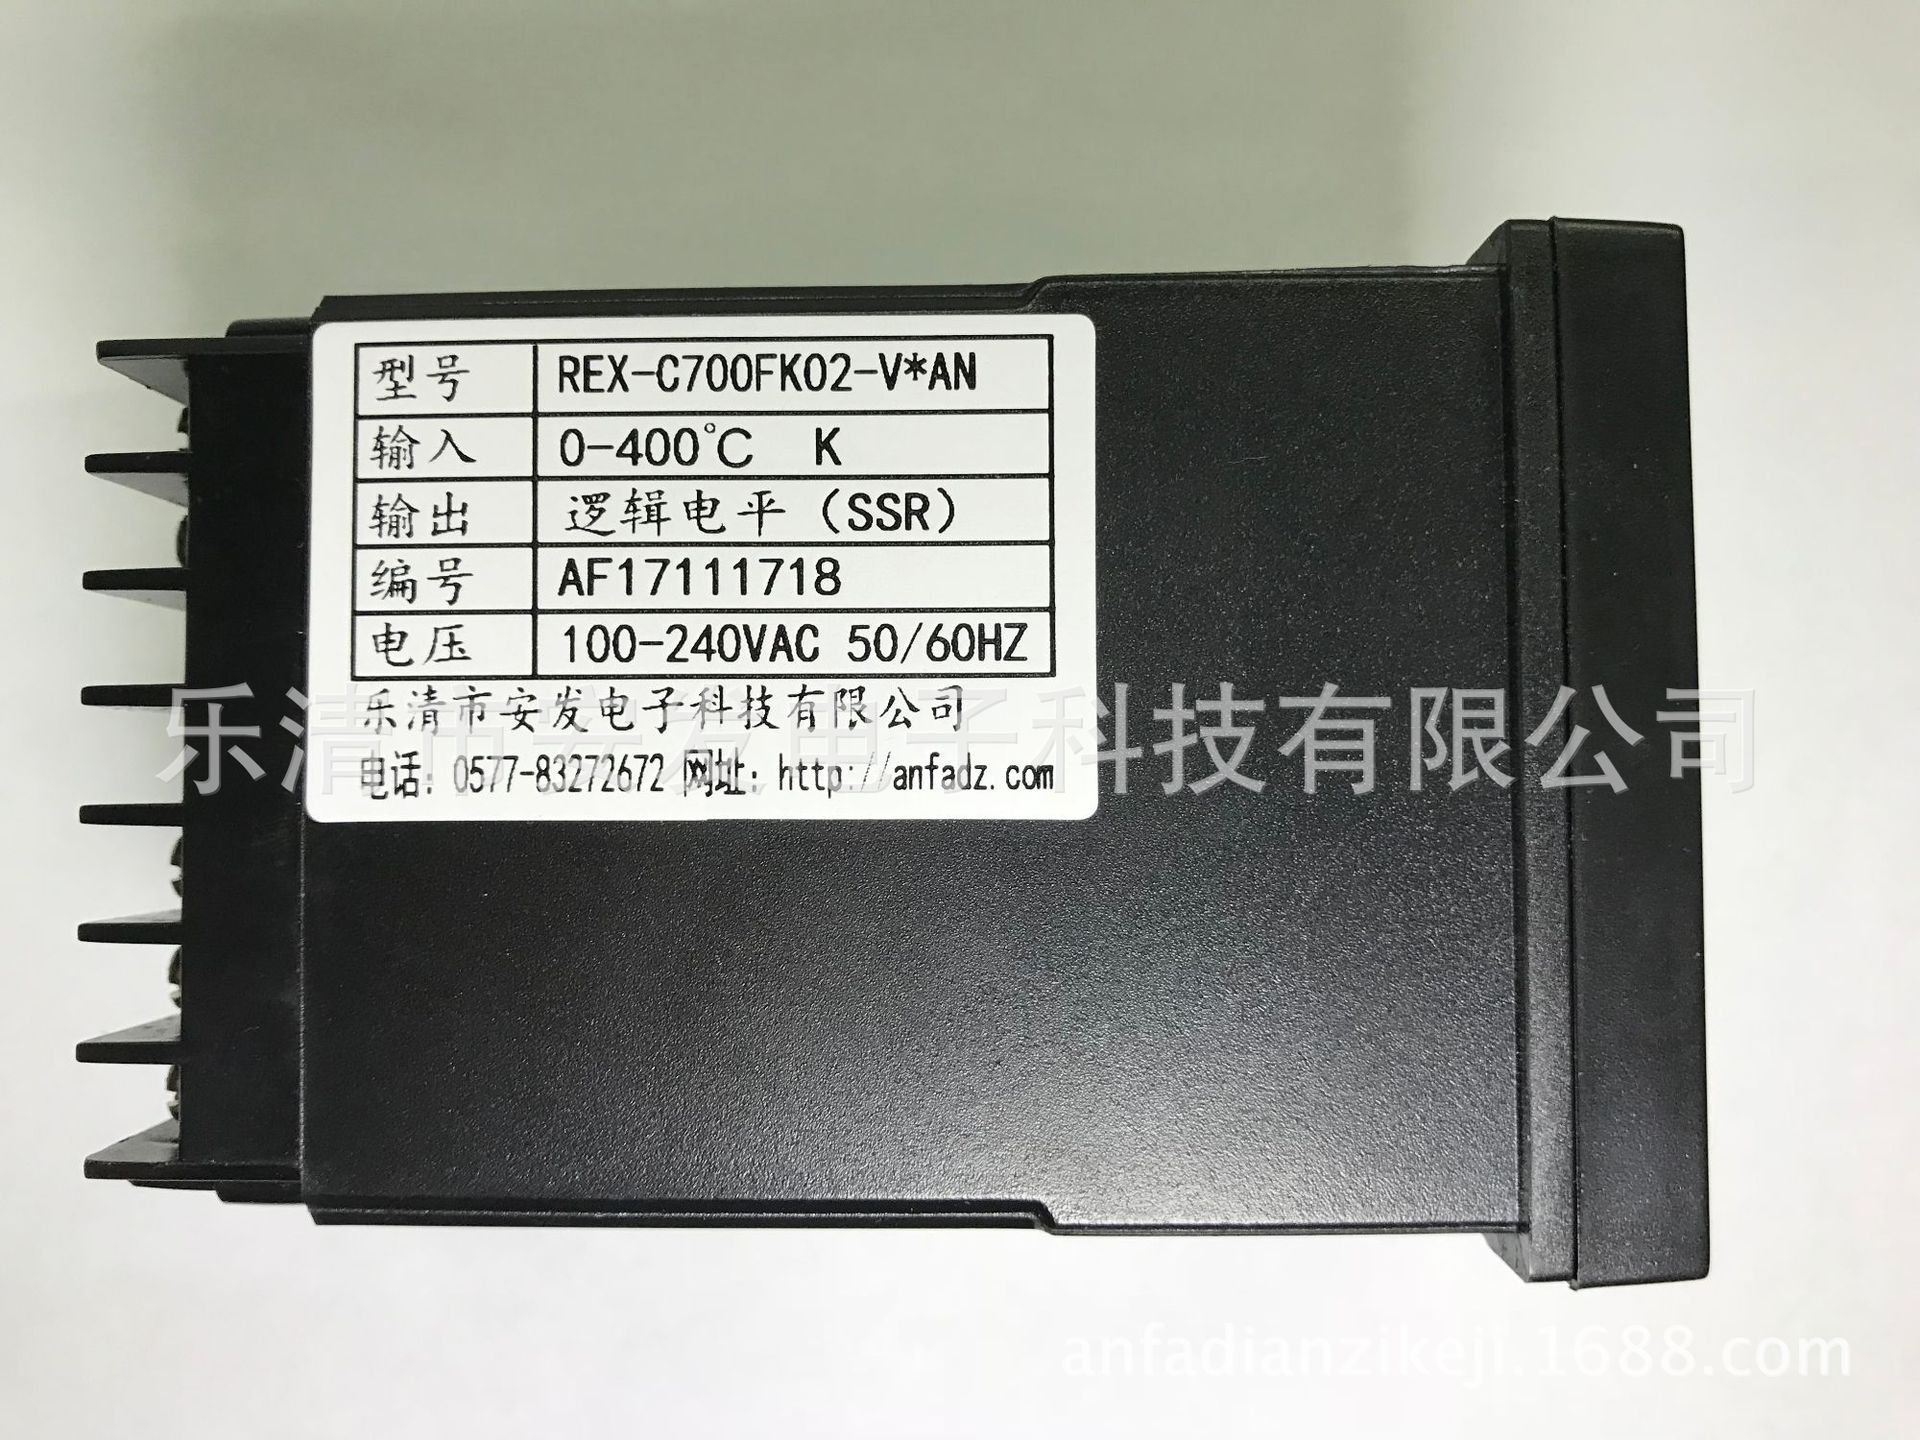 型号 REX-C700FK02-V*AN
输入 0-400℃ K
输出 逻辑电平（SSR）
编号 AF17111718
电压 100-240VAC 50/60HZ
乐清市安发电子科技有限公司
电话：0577-83272672 网址：http://anfadz.com
乐清市安发电子科技有限公司
anfadianzikeji.1688.com